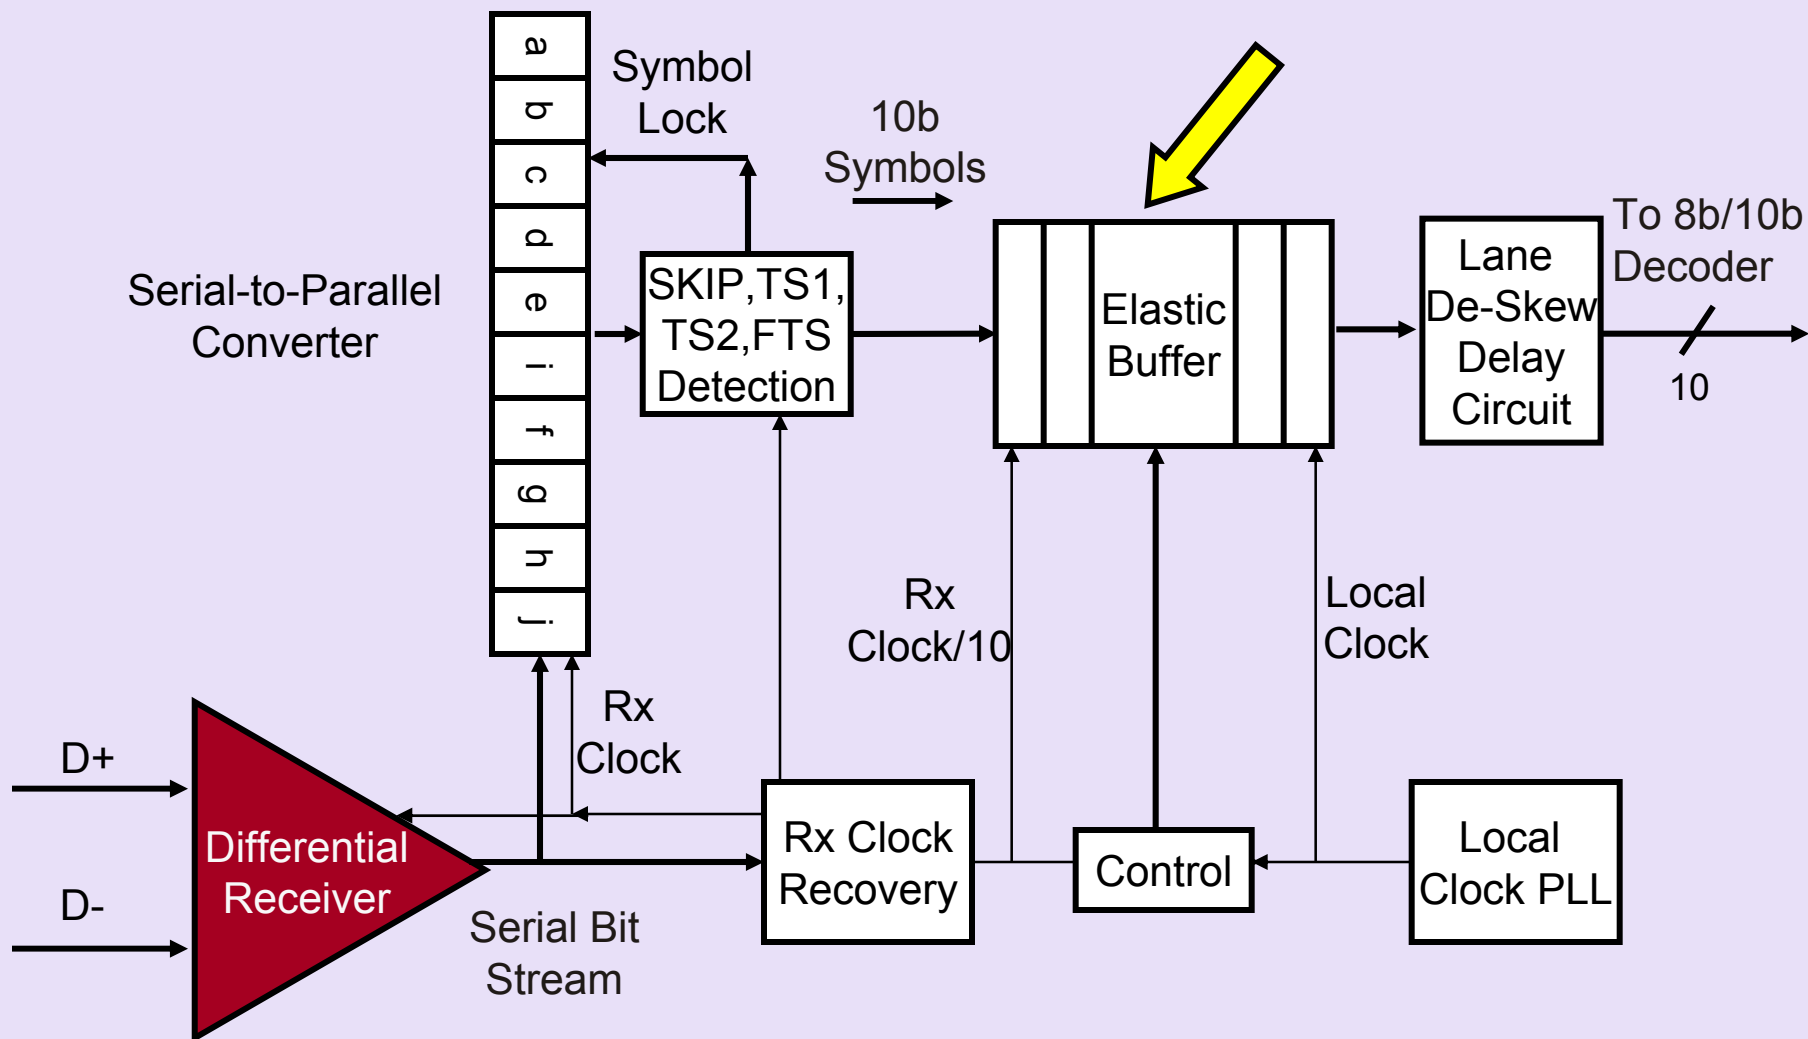 a
b
c
d
e
i
f
g
h
j
Symbol
Lock
10b
Symbols
Serial-to-Parallel
Converter
SKIP,TS1,
TS2,FTS
Detection
Elastic
Buffer
Lane
De-Skew
Delay
Circuit
To 8b/10b
Decoder
10
Rx
Clock/10
Local
Clock
Rx
Clock
D+
D-
Differential
Receiver
Serial Bit
Stream
Rx Clock
Recovery
Control
Local
Clock PLL